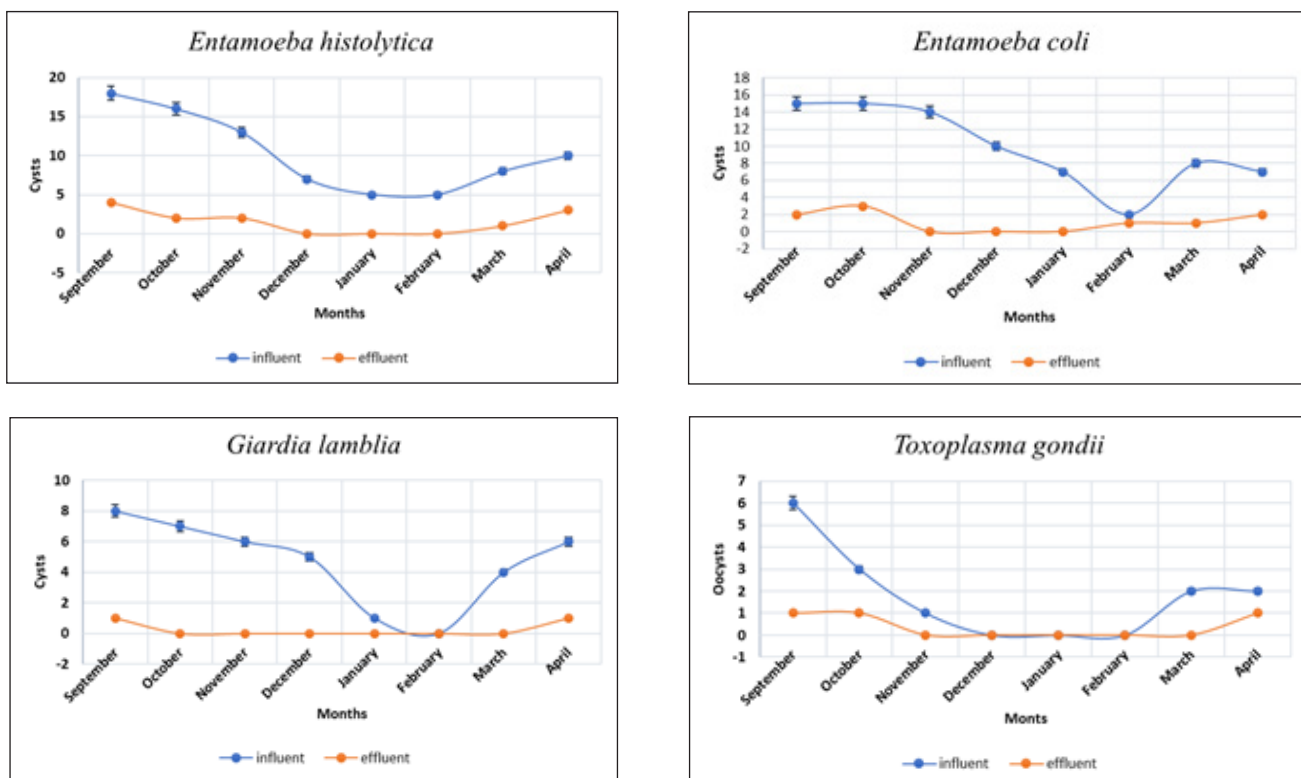 Entamoeba histolytica
20
15
10
5
0
-5
Cysts
September
October
November
December
January
February
March
April
Months
influent
effluent
Entamoeba coli
18
16
14
12
10
8
6
4
2
0
-2
Cysts
September
October
November
December
January
February
March
April
Months
influent
effluent
Giardia lamblia
10
8
6
4
2
0
-2
Cysts
September
October
November
December
January
February
March
April
Months
influent
effluent
Toxoplasma gondii
7
6
5
4
3
2
1
0
-1
Oocysts
September
October
November
December
January
February
March
April
Monts
influent
effluent